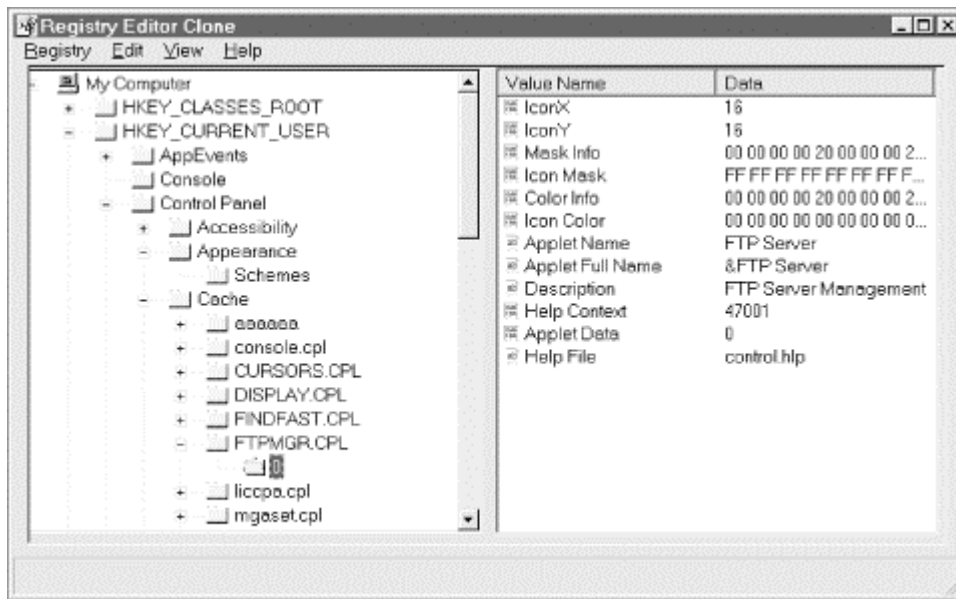 Registry Editor Clone
Registry Edit View Help
My Computer
HKEY_CLASSES_ROOT
HKEY_CURRENT_USER
AppEvents
Console
Control Panel
Accessibility
Appearance
Schemes
Cache
aaaaaa
console.cpl
CURSORS.CPL
DISPLAY.CPL
FINDFAST.CPL
FTPMGR.CPL
0
liccpa.cpl
mgaset.cpl
Value Name Data
IconX 16
IconY 16
Mask Info 00 00 00 00 20 00 00 00 2...
Icon Mask FF FF FF FF FF FF FF FF F...
Color Info 00 00 00 00 20 00 00 00 2...
Icon Color 00 00 00 00 00 00 00 00 0...
Applet Name FTP Server
Applet Full Name &FTP Server
Description FTP Server Management
Help Context 47001
Applet Data 0
Help File control.hlp